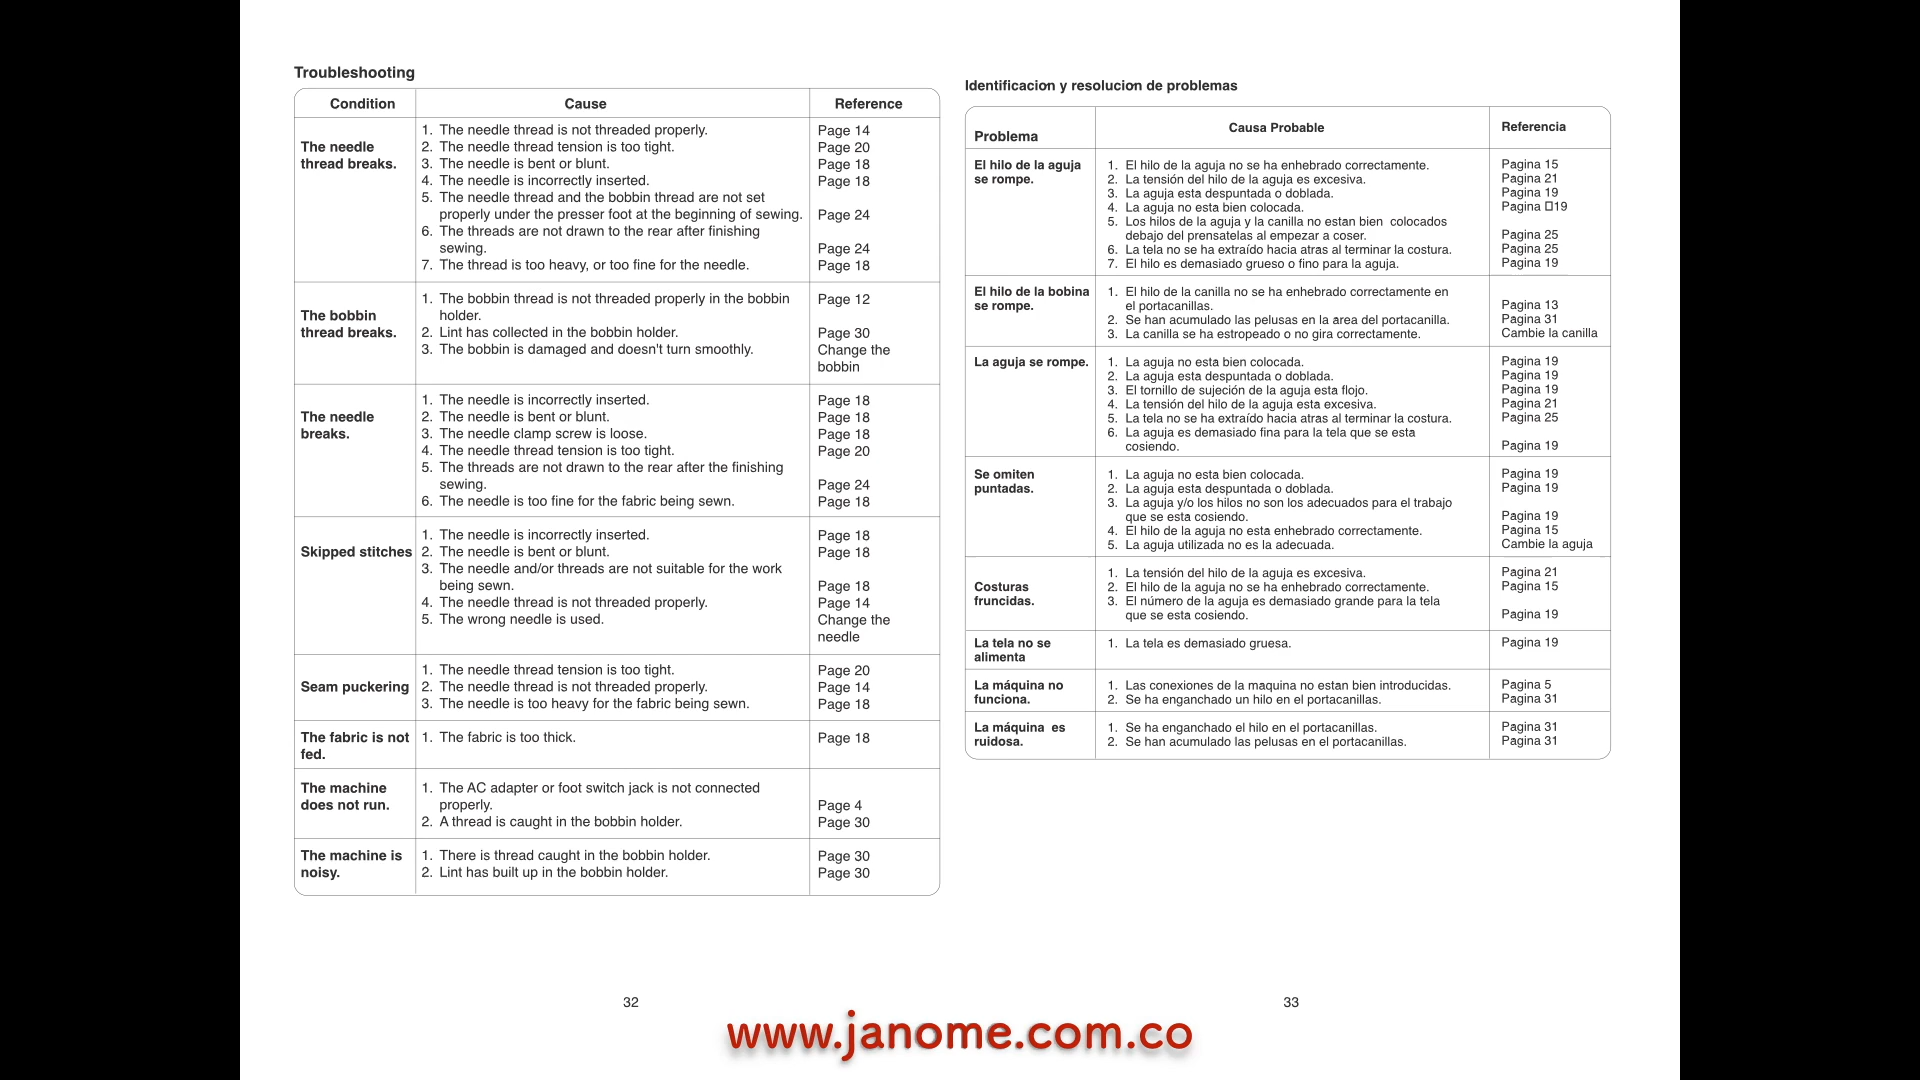 Troubleshooting
Condition
Cause
Reference
The needle
thread breaks.
1. The needle thread is not threaded properly.
2. The needle thread tension is too tight.
3. The needle is bent or blunt.
4. The needle is incorrectly inserted.
5. The needle thread and the bobbin thread are not set
properly under the presser foot at the beginning of sewing.
6. The threads are not drawn to the rear after finishing
sewing.
7. The thread is too heavy, or too fine for the needle.
Page 14
Page 20
Page 18
Page 18
Page 24
Page 24
Page 18
The bobbin
thread breaks.
1. The bobbin thread is not threaded properly in the bobbin
holder.
2. Lint has collected in the bobbin holder.
3. The bobbin is damaged and doesn't turn smoothly.
Page 12
Page 30
Change the
bobbin
The needle
breaks.
1. The needle is incorrectly inserted.
2. The needle is bent or blunt.
3. The needle clamp screw is loose.
4. The needle thread tension is too tight.
5. The threads are not drawn to the rear after the finishing
sewing.
6. The needle is too fine for the fabric being sewn.
Page 18
Page 18
Page 18
Page 20
Page 24
Page 18
Skipped stitches
1. The needle is incorrectly inserted.
2. The needle is bent or blunt.
3. The needle and/or threads are not suitable for the work
being sewn.
4. The needle thread is not threaded properly.
5. The wrong needle is used.
Page 18
Page 18
Page 18
Page 14
Change the
needle
Seam puckering
1. The needle thread tension is too tight.
2. The needle thread is not threaded properly.
3. The needle is too heavy for the fabric being sewn.
Page 20
Page 14
Page 18
The fabric is not
fed.
1. The fabric is too thick.
Page 18
The machine
does not run.
1. The AC adapter or foot switch jack is not connected
properly.
2. A thread is caught in the bobbin holder.
Page 4
Page 30
The machine is
noisy.
1. There is thread caught in the bobbin holder.
2. Lint has built up in the bobbin holder.
Page 30
Page 30
32
Identificacion y resolucion de problemas
Problema
Causa Probable
Referencia
El hilo de la aguja
se rompe.
1. El hilo de la aguja no se ha enhebrado correctamente.
2. La tensión del hilo de la aguja es excesiva.
3. La aguja esta despuntada o doblada.
4. La aguja no esta bien colocada.
5. Los hilos de la aguja y la canilla no estan bien colocados
debajo del prensatelas al empezar a coser.
6. La tela no se ha extraído hacia atras al terminar la costura.
7. El hilo es demasiado grueso o fino para la aguja.
Pagina 15
Pagina 21
Pagina 19
Pagina □19
Pagina 25
Pagina 25
Pagina 19
El hilo de la bobina
se rompe.
1. El hilo de la canilla no se ha enhebrado correctamente en
el portacanillas.
2. Se han acumulado las pelusas en la area del portacanilla.
3. La canilla se ha estropeado o no gira correctamente.
Pagina 13
Pagina 31
Cambie la canilla
La aguja se rompe.
1. La aguja no esta bien colocada.
2. La aguja esta despuntada o doblada.
3. El tornillo de sujeción de la aguja esta flojo.
4. La tensión del hilo de la aguja esta excesiva.
5. La tela no se ha extraído hacia atras al terminar la costura.
6. La aguja es demasiado fina para la tela que se esta
cosiendo.
Pagina 19
Pagina 19
Pagina 19
Pagina 21
Pagina 25
Pagina 19
Se omiten
puntadas.
1. La aguja no esta bien colocada.
2. La aguja esta despuntada o doblada.
3. La aguja y/o los hilos no son los adecuados para el trabajo
que se esta cosiendo.
4. El hilo de la aguja no esta enhebrado correctamente.
5. La aguja utilizada no es la adecuada.
Pagina 19
Pagina 19
Pagina 19
Pagina 15
Cambie la aguja
Costuras
fruncidas.
1. La tensión del hilo de la aguja es excesiva.
2. El hilo de la aguja no se ha enhebrado correctamente.
3. El número de la aguja es demasiado grande para la tela
que se esta cosiendo.
Pagina 21
Pagina 15
Pagina 19
La tela no se
alimenta
1. La tela es demasiado gruesa.
Pagina 19
La máquina no
funciona.
1. Las conexiones de la maquina no estan bien introducidas.
2. Se ha enganchado un hilo en el portacanillas.
Pagina 5
Pagina 31
La máquina es
ruidosa.
1. Se ha enganchado el hilo en el portacanillas.
2. Se han acumulado las pelusas en el portacanillas.
Pagina 31
Pagina 31
33
www.janome.com.co